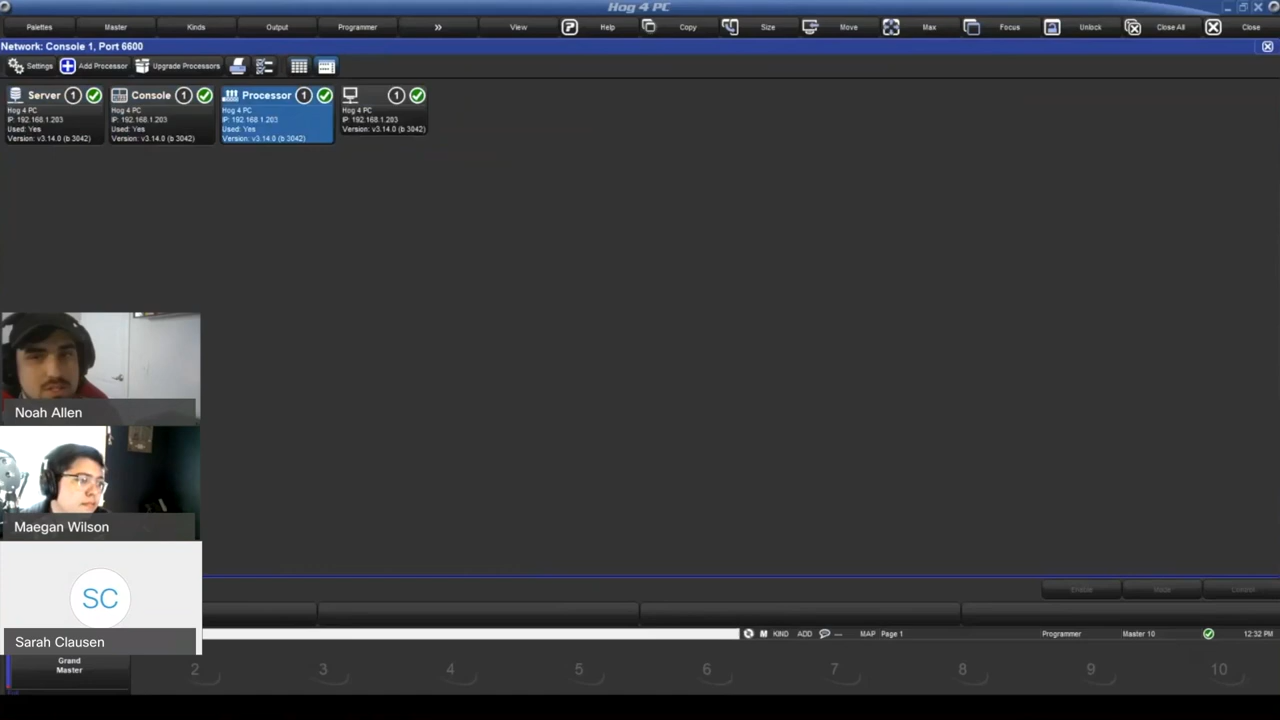 Hog 4 PC
Palettes Master Kinds Output Programmer » View Help Copy Size Move Max Focus Unlock Close All Close
Network: Console 1, Port 6600
Settings Add Processor Upgrade Processors
Server 1 Console 1 Processor 1 1
Hog 4 PC Hog 4 PC Hog 4 PC Hog 4 PC
IP: 192.168.1.203 IP: 192.168.1.203 IP: 192.168.1.203 IP: 192.168.1.203
Used: Yes Used: Yes Used: Yes Version: v3.14.0 (b 3042)
Version: v3.14.0 (b 3042) Version: v3.14.0 (b 3042) Version: v3.14.0 (b 3042)
Noah Allen
Maegan Wilson
SC
Sarah Clausen
M KIND ADD --- MAP Page 1 Programmer Master 10 12:32 PM
Grand
Master
2 3 4 5 6 7 8 9 10